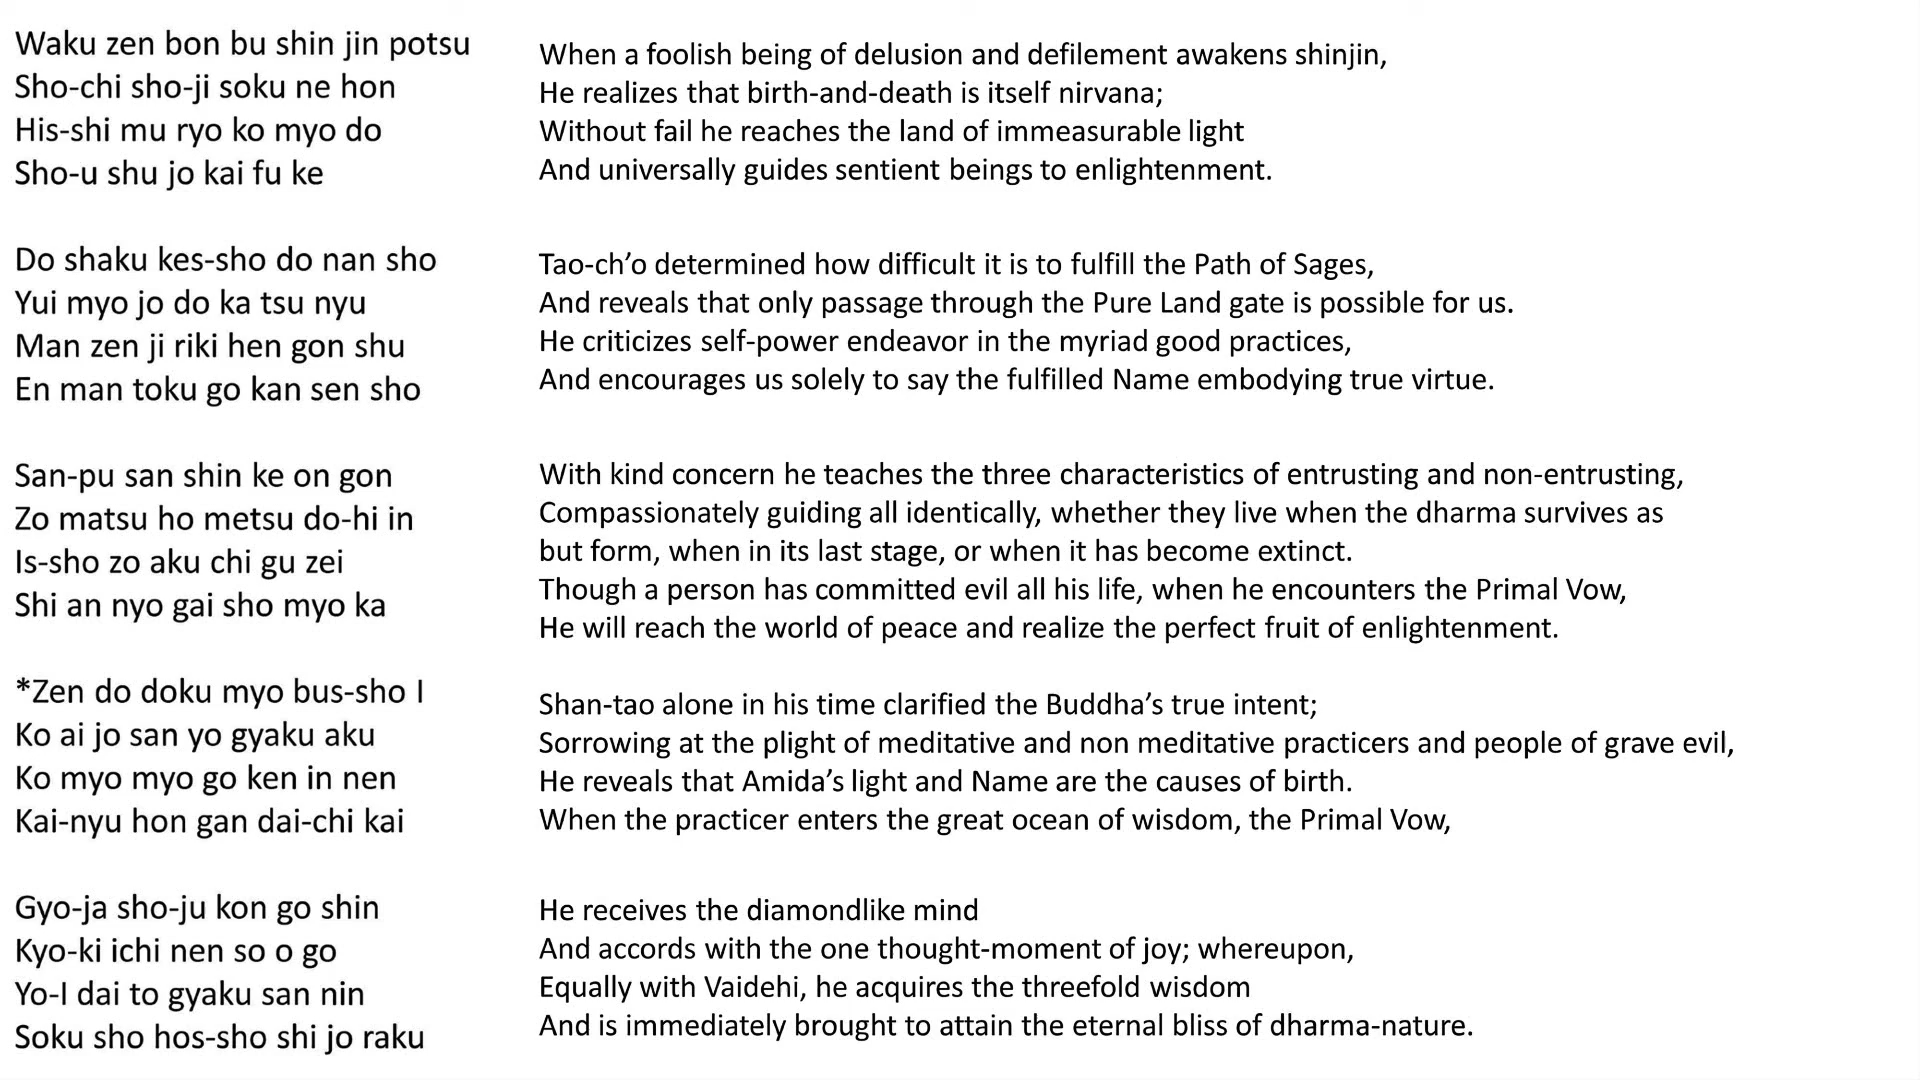 Waku zen bon bu shin jin potsu
Sho-chi sho-ji soku ne hon
His-shi mu ryo ko myo do
Sho-u shu jo kai fu ke
When a foolish being of delusion and defilement awakens shinjin,
He realizes that birth-and-death is itself nirvana;
Without fail he reaches the land of immeasurable light
And universally guides sentient beings to enlightenment.
Do shaku kes-sho do nan sho
Yui myo jo do ka tsu nyu
Man zen ji riki hen gon shu
En man toku go kan sen sho
Tao-ch’o determined how difficult it is to fulfill the Path of Sages,
And reveals that only passage through the Pure Land gate is possible for us.
He criticizes self-power endeavor in the myriad good practices,
And encourages us solely to say the fulfilled Name embodying true virtue.
San-pu san shin ke on gon
Zo matsu ho metsu do-hi in
Is-sho zo aku chi gu zei
Shi an nyo gai sho myo ka
With kind concern he teaches the three characteristics of entrusting and non-entrusting,
Compassionately guiding all identically, whether they live when the dharma survives as
but form, when in its last stage, or when it has become extinct.
Though a person has committed evil all his life, when he encounters the Primal Vow,
He will reach the world of peace and realize the perfect fruit of enlightenment.
*Zen do doku myo bus-sho I
Ko ai jo san yo gyaku aku
Ko myo myo go ken in nen
Kai-nyu hon gan dai-chi kai
Shan-tao alone in his time clarified the Buddha’s true intent;
Sorrowing at the plight of meditative and non meditative practicers and people of grave evil,
He reveals that Amida’s light and Name are the causes of birth.
When the practicer enters the great ocean of wisdom, the Primal Vow,
Gyo-ja sho-ju kon go shin
Kyo-ki ichi nen so o go
Yo-I dai to gyaku san nin
Soku sho hos-sho shi jo raku
He receives the diamondlike mind
And accords with the one thought-moment of joy; whereupon,
Equally with Vaidehi, he acquires the threefold wisdom
And is immediately brought to attain the eternal bliss of dharma-nature.